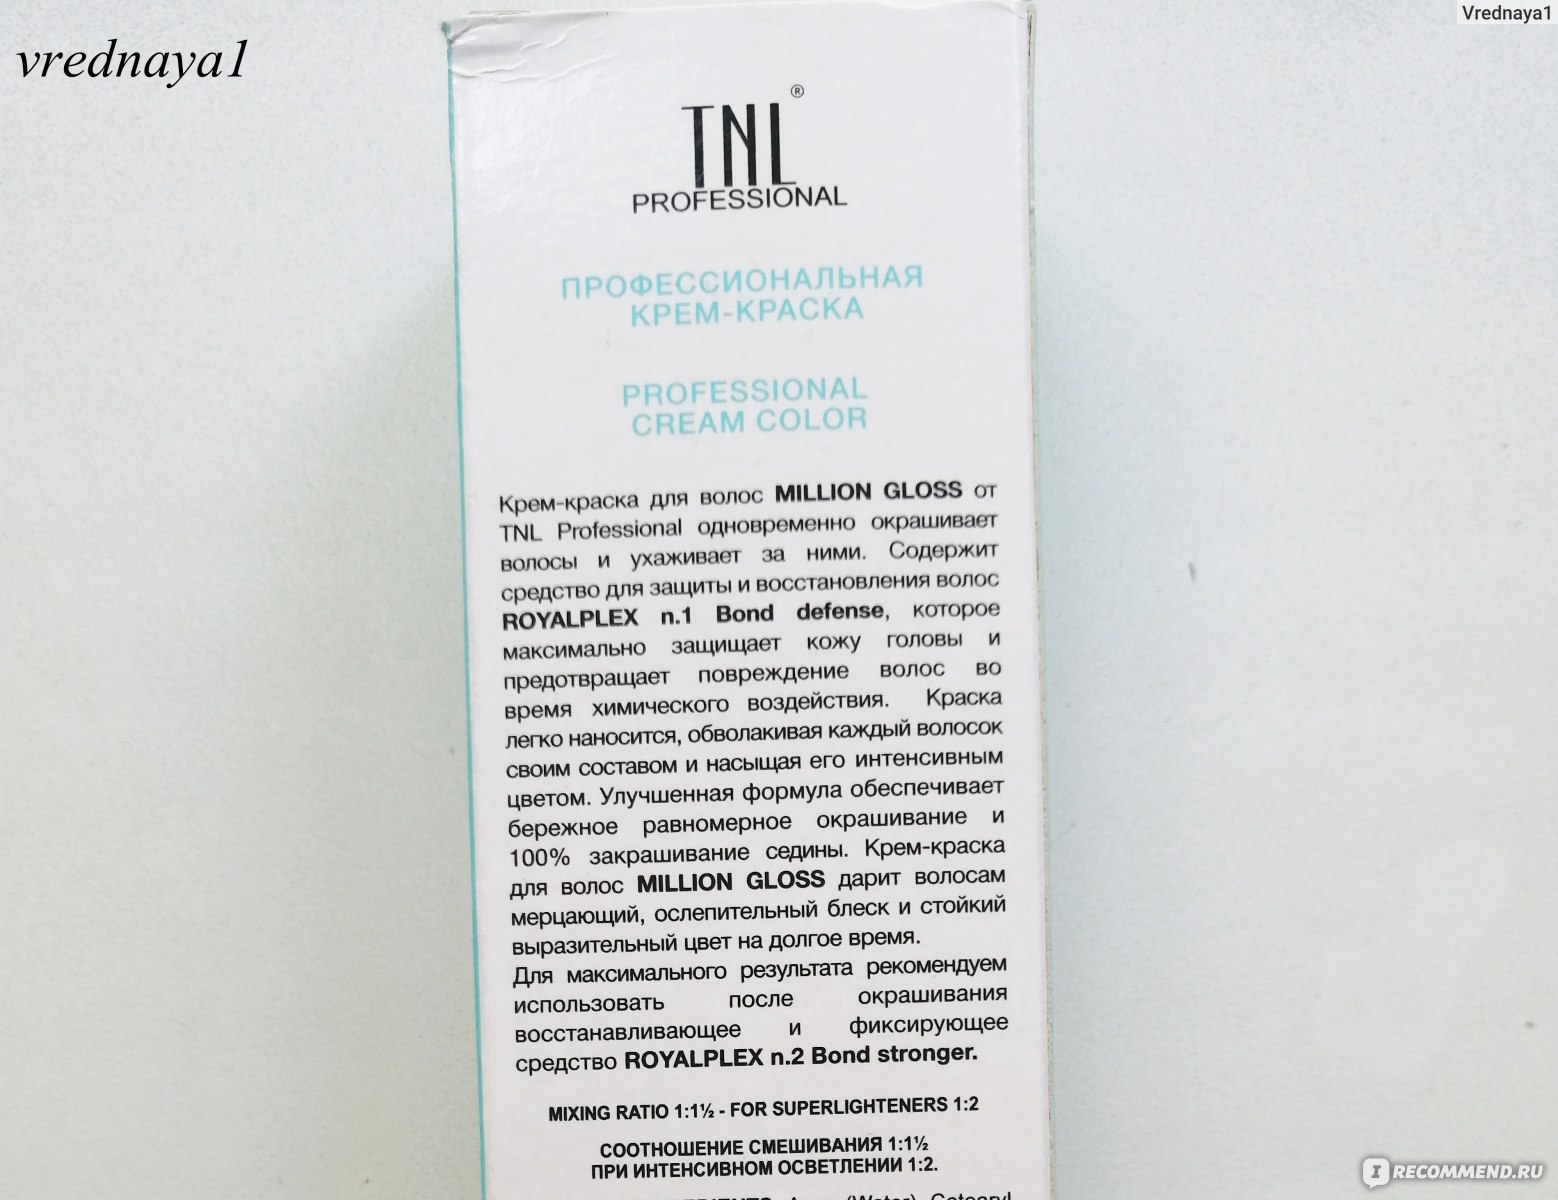 Vrednaya1
vrednaya1
TNL®
PROFESSIONAL
ПРОФЕССИОНАЛЬНАЯ
КРЕМ-КРАСКА
PROFESSIONAL
CREAM COLOR
Крем-краска для волос MILLION GLOSS от
TNL Professional одновременно окрашивает
волосы и ухаживает за ними. Содержит
средство для защиты и восстановления волос
ROYALPLEX n.1 Bond defense, которое
максимально защищает кожу головы и
предотвращает повреждение волос во
время химического воздействия. Краска
легко наносится, обволакивая каждый волосок
своим составом и насыщая его интенсивным
цветом. Улучшенная формула обеспечивает
бережное равномерное окрашивание и
100% закрашивание седины. Крем-краска
для волос MILLION GLOSS дарит волосам
мерцающий, ослепительный блеск и стойкий
выразительный цвет на долгое время.
Для максимального результата рекомендуем
использовать после окрашивания
восстанавливающее и фиксирующее
средство ROYALPLEX n.2 Bond stronger.
MIXING RATIO 1:1½ - FOR SUPERLIGHTENERS 1:2
СООТНОШЕНИЕ СМЕШИВАНИЯ 1:1½
ПРИ ИНТЕНСИВНОМ ОСВЕТЛЕНИИ 1:2.
(Water)
I RECOMMEND.RU